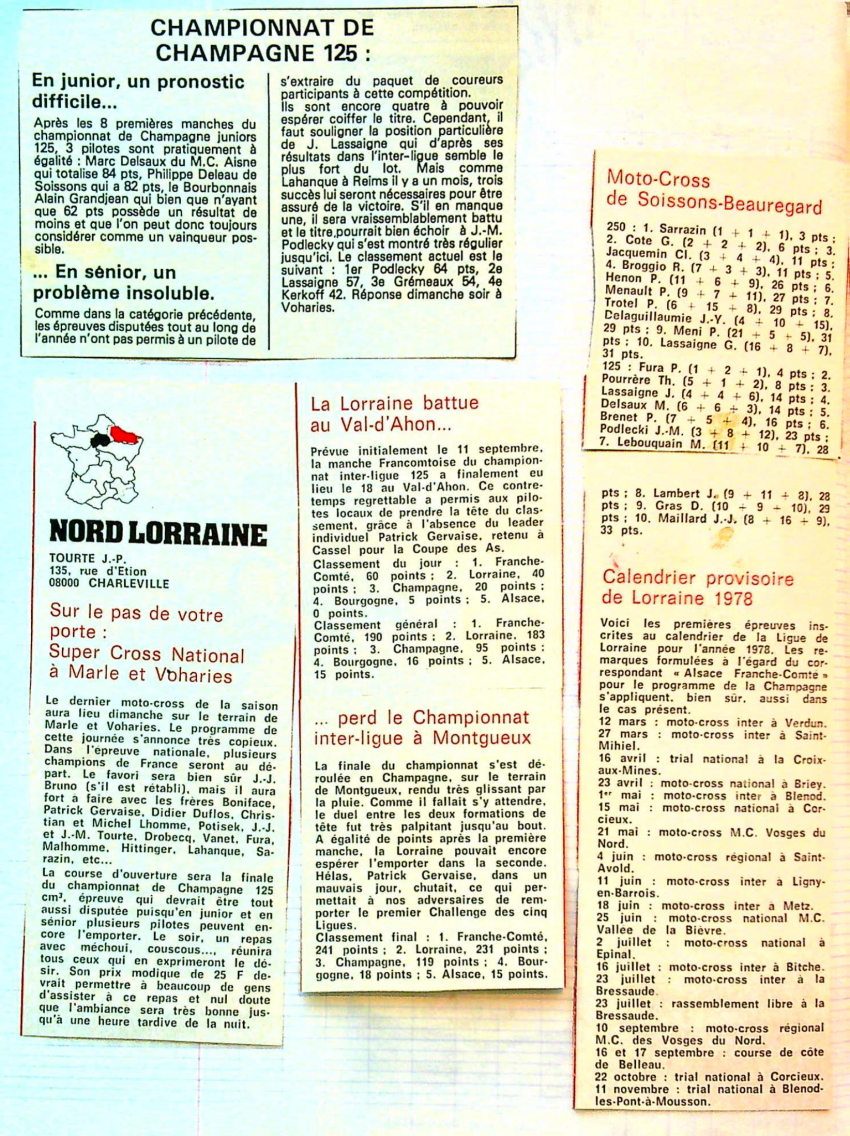 CHAMPIONNAT DE
CHAMPAGNE 125 :
En junior, un pronostic
difficile...
Après les 8 premières manches du
championnat de Champagne juniors
125, 3 pilotes sont pratiquement à
égalité : Marc Delsaux du M.C. Aisne
qui totalise 84 pts, Philippe Deleau de
Soissons qui a 82 pts, le Bourbonnais
Alain Grandjean qui bien que n'ayant
que 62 pts possède un résultat de
moins et que l'on peut donc toujours
considérer comme un vainqueur pos-
sible.
... En sénior, un
problème insoluble.
Comme dans la catégorie précédente,
les épreuves disputées tout au long de
l'année n'ont pas permis à un pilote de
s'extraire du paquet de coureurs
participants à cette compétition.
Ils sont encore quatre à pouvoir
espérer coiffer le titre. Cependant, il
faut souligner la position particulière
de J. Lassaigne qui d'après ses
résultats dans l'inter-ligue semble le
plus fort du lot. Mais comme
Lahanque à Reims il y a un mois, trois
succès lui seront nécessaires pour être
assuré de la victoire. S'il en manque
une, il sera vraissemblablement battu
et le titre,pourrait bien échoir à J.-M.
Podlecky qui s'est montré très régulier
jusqu'ici. Le classement actuel est le
suivant : 1er Podlecky 64 pts, 2e
Lassaigne 57, 3e Grémeaux 54, 4e
Kerkoff 42. Réponse dimanche soir à
Voharies.
NORD LORRAINE
TOURTE J.-P.
135, rue d'Etion
08000 CHARLEVILLE
Sur le pas de votre
porte :
Super Cross National
à Marle et Voharies
Le dernier moto-cross de la saison
aura lieu dimanche sur le terrain de
Marle et Voharies. Le programme de
cette journée s'annonce très copieux.
Dans l'épreuve nationale, plusieurs
champions de France seront au dé-
part. Le favori sera bien sûr J.-J.
Bruno (s'il est rétabli), mais il aura
fort a faire avec les frères Boniface,
Patrick Gervaise, Didier Duflos, Chris-
tian et Michel Lhomme, Potisek, J.-J.
et J.-M. Tourte, Drobecq, Vanet, Fura,
Malhomme, Hittinger, Lahanque, Sa-
razin, etc...
La course d'ouverture sera la finale
du championnat de Champagne 125
cm³, épreuve qui devrait être tout
aussi disputée puisqu'en junior et en
sénior plusieurs pilotes peuvent en-
core l'emporter. Le soir, un repas
avec méchoui, couscous..., réunira
tous ceux qui en exprimeront le dé-
sir. Son prix modique de 25 F de-
vrait permettre à beaucoup de gens
d'assister à ce repas et nul doute
que l'ambiance sera très bonne jus-
qu'à une heure tardive de la nuit.
La Lorraine battue
au Val-d'Ahon...
Prévue initialement le 11 septembre,
la manche Francomtoise du champion-
nat inter-ligue 125 a finalement eu
lieu le 18 au Val-d'Ahon. Ce contre-
temps regrettable a permis aux pilo-
tes locaux de prendre la tête du clas-
sement, grâce à l'absence du leader
individuel Patrick Gervaise, retenu à
Cassel pour la Coupe des As.
Classement du jour : 1. Franche-
Comté, 60 points ; 2. Lorraine, 40
points ; 3. Champagne, 20 points ;
4. Bourgogne, 5 points ; 5. Alsace,
0 points.
Classement général : 1. Franche-
Comté, 190 points ; 2. Lorraine, 183
points ; 3. Champagne, 95 points ;
4. Bourgogne, 16 points ; 5. Alsace,
15 points.
... perd le Championnat
inter-ligue à Montgueux
La finale du championnat s'est dé-
roulée en Champagne, sur le terrain
de Montgueux, rendu très glissant par
la pluie. Comme il fallait s'y attendre,
le duel entre les deux formations de
tête fut très palpitant jusqu'au bout.
A égalité de points après la première
manche, la Lorraine pouvait encore
espérer l'emporter dans la seconde.
Hélas, Patrick Gervaise, dans un
mauvais jour, chutait, ce qui per-
mettait à nos adversaires de rem-
porter le premier Challenge des cinq
Ligues.
Classement final : 1. Franche-Comté,
241 points ; 2. Lorraine, 231 points ;
3. Champagne, 119 points ; 4. Bour-
gogne, 18 points ; 5. Alsace, 15 points.
Moto-Cross
de Soissons-Beauregard
250 : 1. Sarrazin (1 + 1 + 1), 3 pts ;
2. Cote G. (2 + 2 + 2), 6 pts ; 3.
Jacquemin Cl. (3 + 4 + 4), 11 pts ;
4. Broggio R. (7 + 3 + 3), 11 pts ; 5.
Henon P. (11 + 6 + 9), 26 pts ; 6.
Menault P. (9 + 7 + 11), 27 pts ; 7.
Trotel P. (6 + 15 + 8), 29 pts ; 8.
Delaguillaumie J.-Y. (4 + 10 + 15),
29 pts ; 9. Meni P. (21 + 5 + 5), 31
pts ; 10. Lassaigne G. (16 + 8 + 7),
31 pts.
125 : Fura P. (1 + 2 + 1), 4 pts ; 2.
Pourrère Th. (5 + 1 + 2), 8 pts ; 3.
Lassaigne J. (4 + 4 + 6), 14 pts ; 4.
Delsaux M. (6 + 6 + 3), 14 pts ; 5.
Brenet P. (7 + 5 + 4), 16 pts ; 6.
Podlecki J.-M. (3 + 8 + 12), 23 pts ;
7. Lebouquain M. (11 + 10 + 7), 28
pts ; 8. Lambert J. (9 + 11 + 8), 28
pts ; 9. Gras D. (10 + 9 + 10), 29
pts ; 10. Maillard J.-J. (8 + 16 + 9),
33 pts.
Calendrier provisoire
de Lorraine 1978
Voici les premières épreuves ins-
crites au calendrier de la Ligue de
Lorraine pour l'année 1978. Les re-
marques formulées à l'égard du cor-
respondant « Alsace Franche-Comté »
pour le programme de la Champagne
s'appliquent, bien sûr, aussi dans
le cas présent.
12 mars : moto-cross inter à Verdun.
27 mars : moto-cross inter à Saint-
Mihiel.
16 avril : trial national à la Croix-
aux-Mines.
23 avril : moto-cross national à Briey.
1er mai : moto-cross inter à Blenod.
15 mai : moto-cross national à Cor-
cieux.
21 mai : moto-cross M.C. Vosges du
Nord.
4 juin : moto-cross régional à Saint-
Avold.
11 juin : moto-cross inter à Ligny-
en-Barrois.
18 juin : moto-cross inter à Metz.
25 juin : moto-cross national M.C.
Vallée de la Bièvre.
2 juillet : moto-cross national à
Epinal.
16 juillet : moto-cross inter à Bitche.
23 juillet : moto-cross inter à la
Bressaude.
23 juillet : rassemblement libre à la
Bressaude.
10 septembre : moto-cross régional
M.C. des Vosges du Nord.
16 et 17 septembre : course de côte
de Belleau.
22 octobre : trial national à Corcieux.
11 novembre : trial national à Blenod-
les-Pont-à-Mousson.